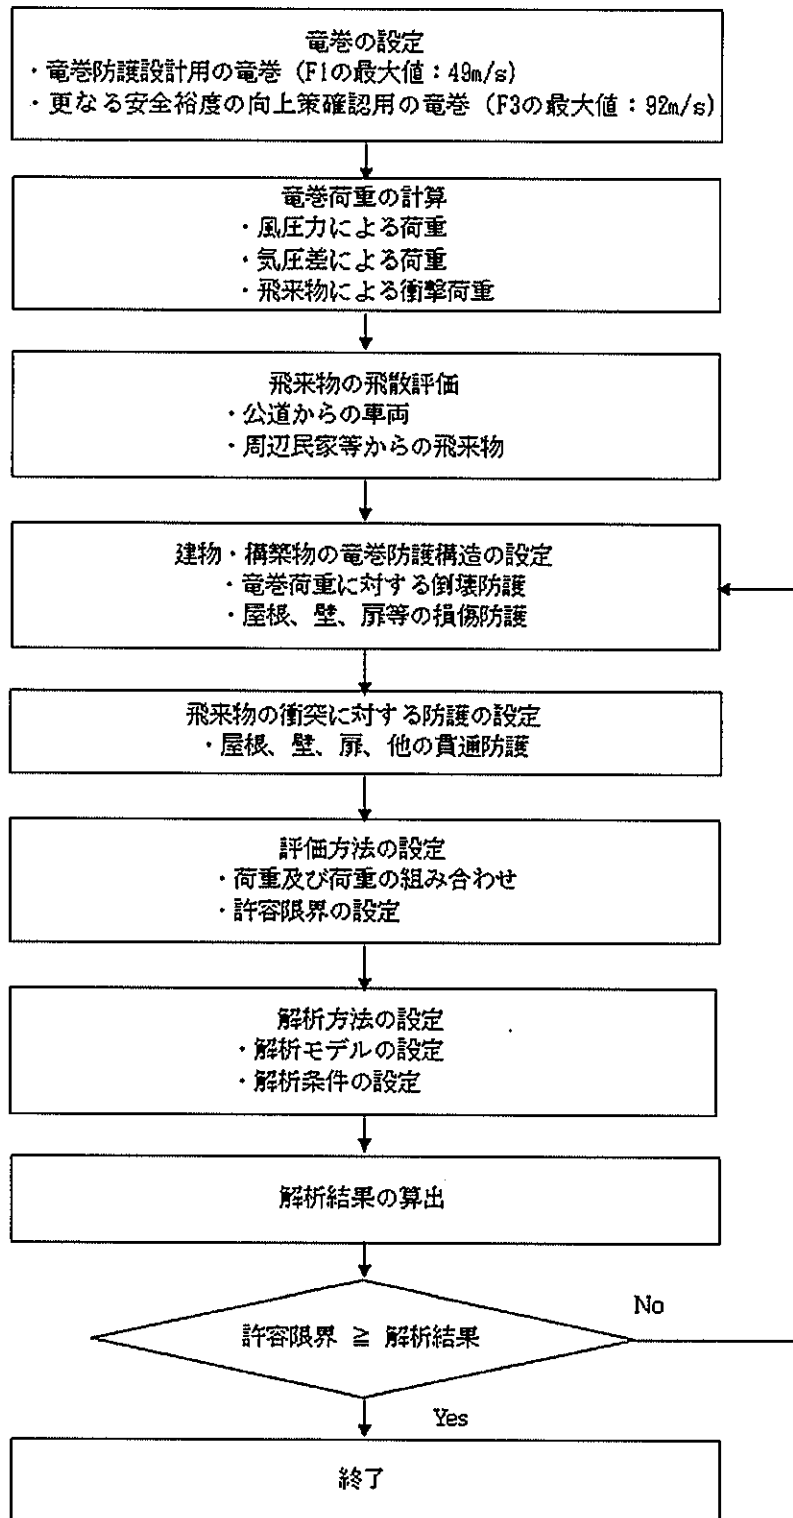 竜巻の設定
・竜巻防護設計用の竜巻 (F1の最大値：49m/s)
・更なる安全裕度の向上策確認用の竜巻 (F3の最大値：92m/s)
竜巻荷重の計算
・風圧力による荷重
・気圧差による荷重
・飛来物による衝撃荷重
飛来物の飛散評価
・公道からの車両
・周辺民家等からの飛来物
建物・構築物の竜巻防護構造の設定
・竜巻荷重に対する倒壊防護
・屋根、壁、扉等の損傷防護
飛来物の衝突に対する防護の設定
・屋根、壁、扉、他の貫通防護
評価方法の設定
・荷重及び荷重の組み合わせ
・許容限界の設定
解析方法の設定
・解析モデルの設定
・解析条件の設定
解析結果の算出
許容限界 ≧ 解析結果
No
Yes
終了